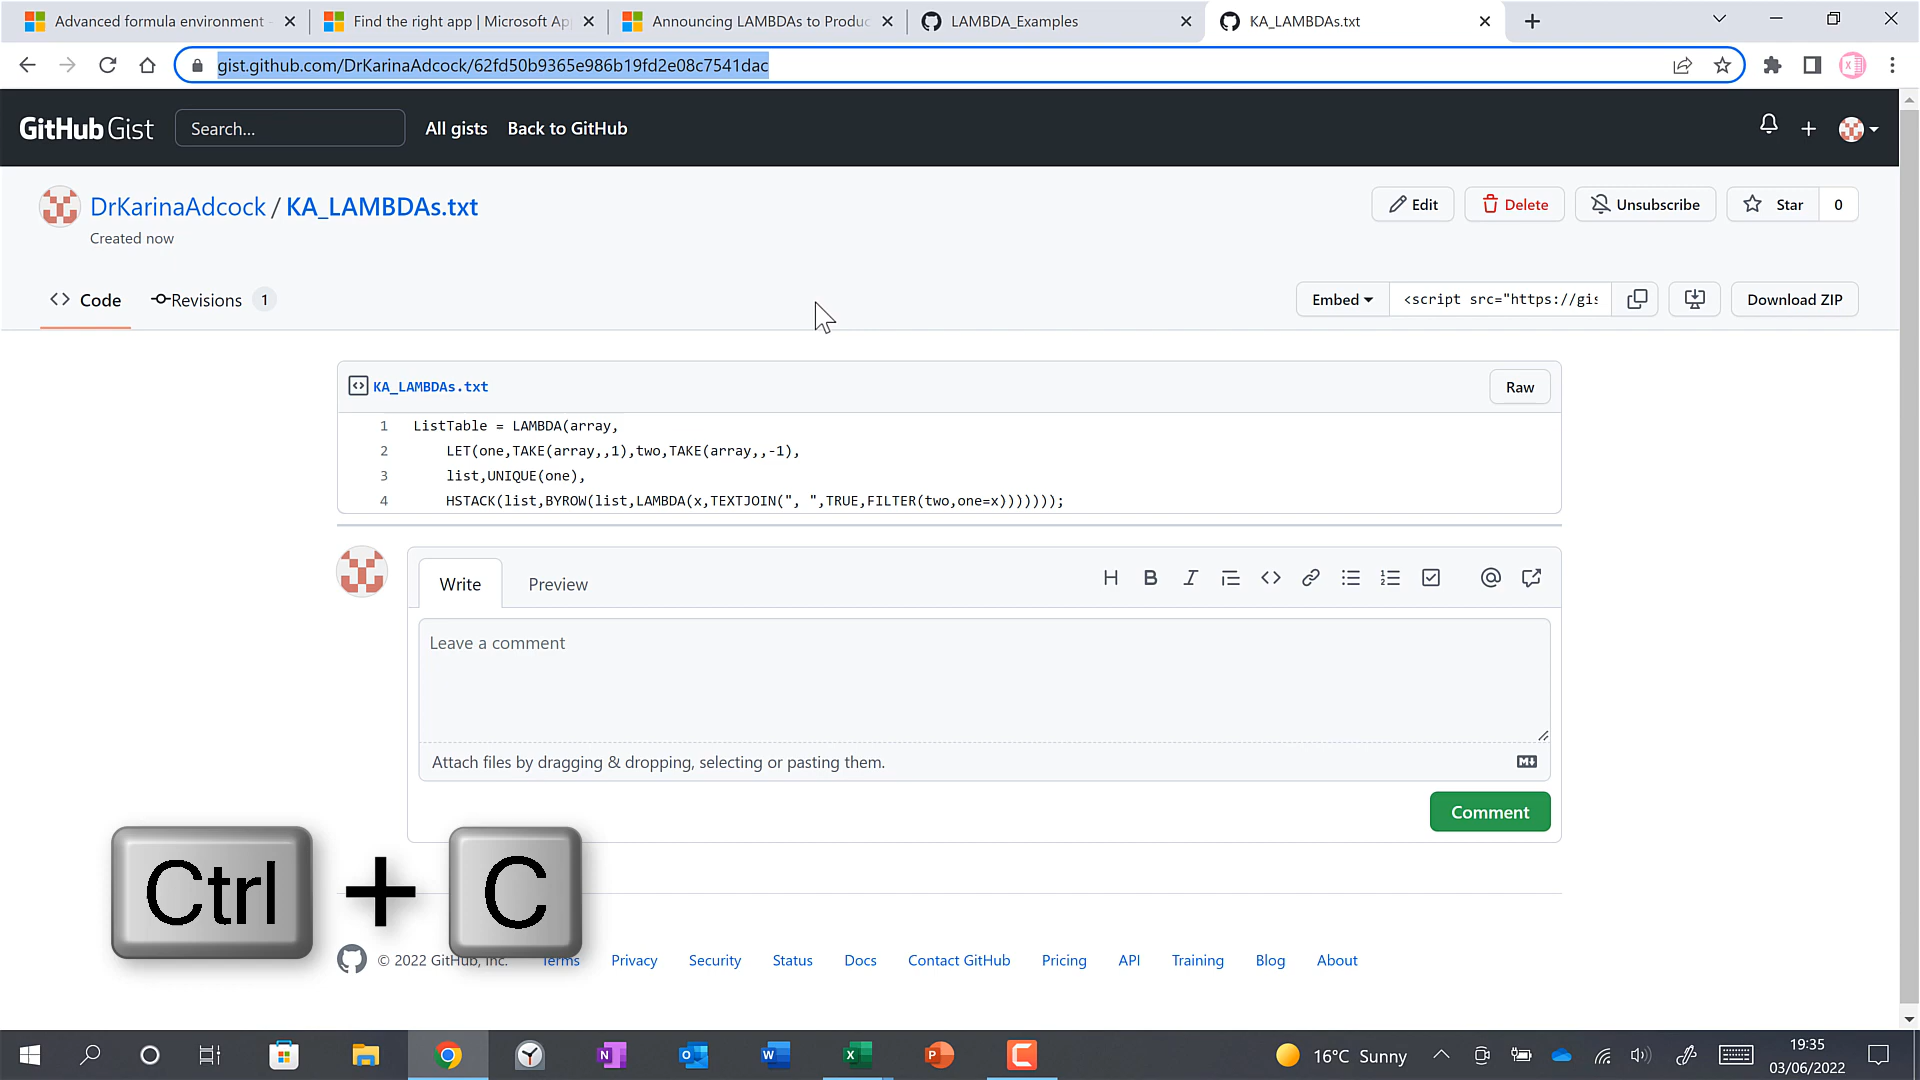 Advanced formula environment -
Find the right app | Microsoft Ap
Announcing LAMBDAs to Produc
LAMBDA_Examples
KA_LAMBDAs.txt
gist.github.com/DrKarinaAdcock/62fd50b9365e986b19fd2e08c7541dac
GitHub Gist
Search...
All gists
Back to GitHub
DrKarinaAdcock / KA_LAMBDAs.txt
Created now
Edit
Delete
Unsubscribe
Star
0
Code
Revisions 1
Embed
<script src="https://gis
Download ZIP
KA_LAMBDAs.txt
Raw
1 ListTable = LAMBDA(array,
2 LET(one,TAKE(array,,1),two,TAKE(array,,-1),
3 list,UNIQUE(one),
4 HSTACK(list,BYROW(list,LAMBDA(x,TEXTJOIN(", ",TRUE,FILTER(two,one=x)))))));
Write
Preview
Leave a comment
Attach files by dragging & dropping, selecting or pasting them.
Comment
Ctrl + C
© 2022 GitHub, Inc.
Terms
Privacy
Security
Status
Docs
Contact GitHub
Pricing
API
Training
Blog
About
16°C Sunny
19:35
03/06/2022